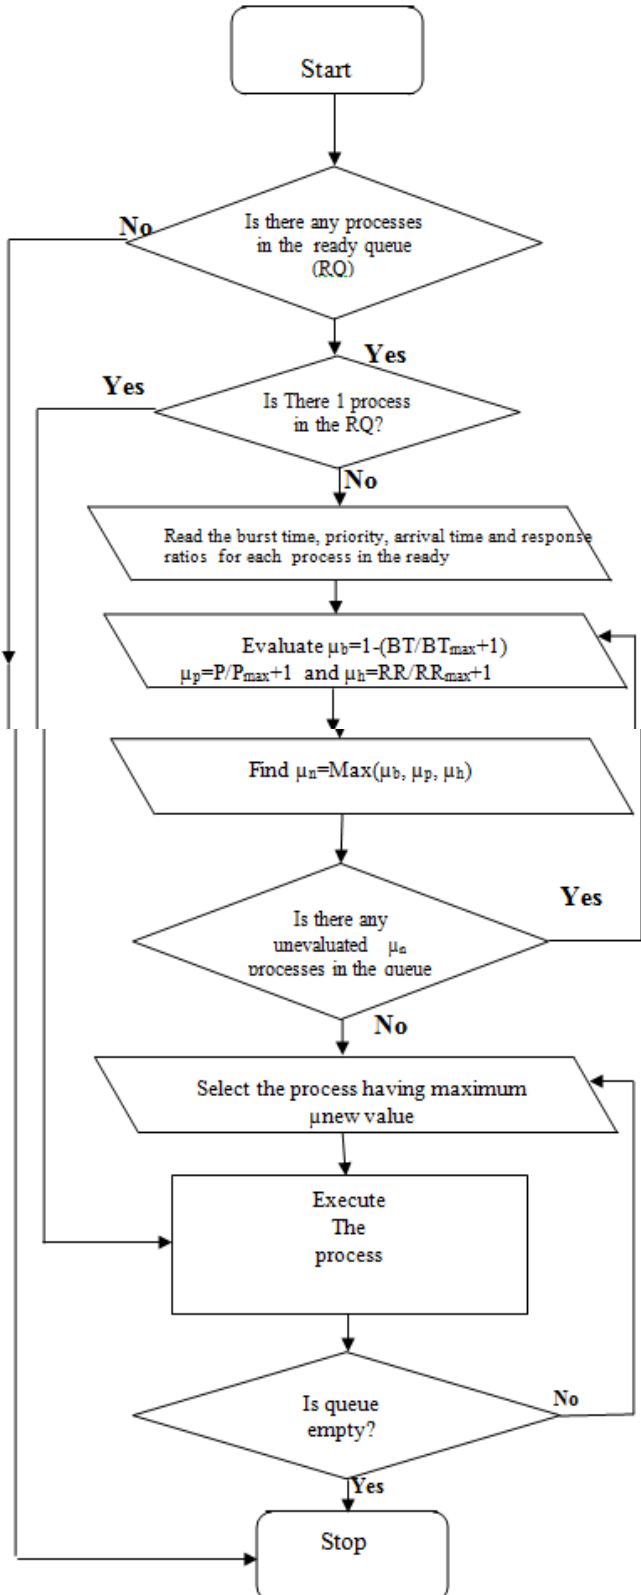 Start
No
Is there any processes
in the ready queue
(RQ)
Yes
Yes
Is There 1 process
in the RQ?
No
Read the burst time, priority, arrival time and response
ratios for each process in the ready
Evaluate μb=1-(BT/BTmax+1)
μp=P/Pmax+1 and μh=RR/RRmax+1
Find μn=Max(μb, μp, μh)
Yes
Is there any
unevaluated μn
processes in the queue
No
Select the process having maximum
μnew value
Execute
The
process
Is queue
empty?
No
Yes
Stop